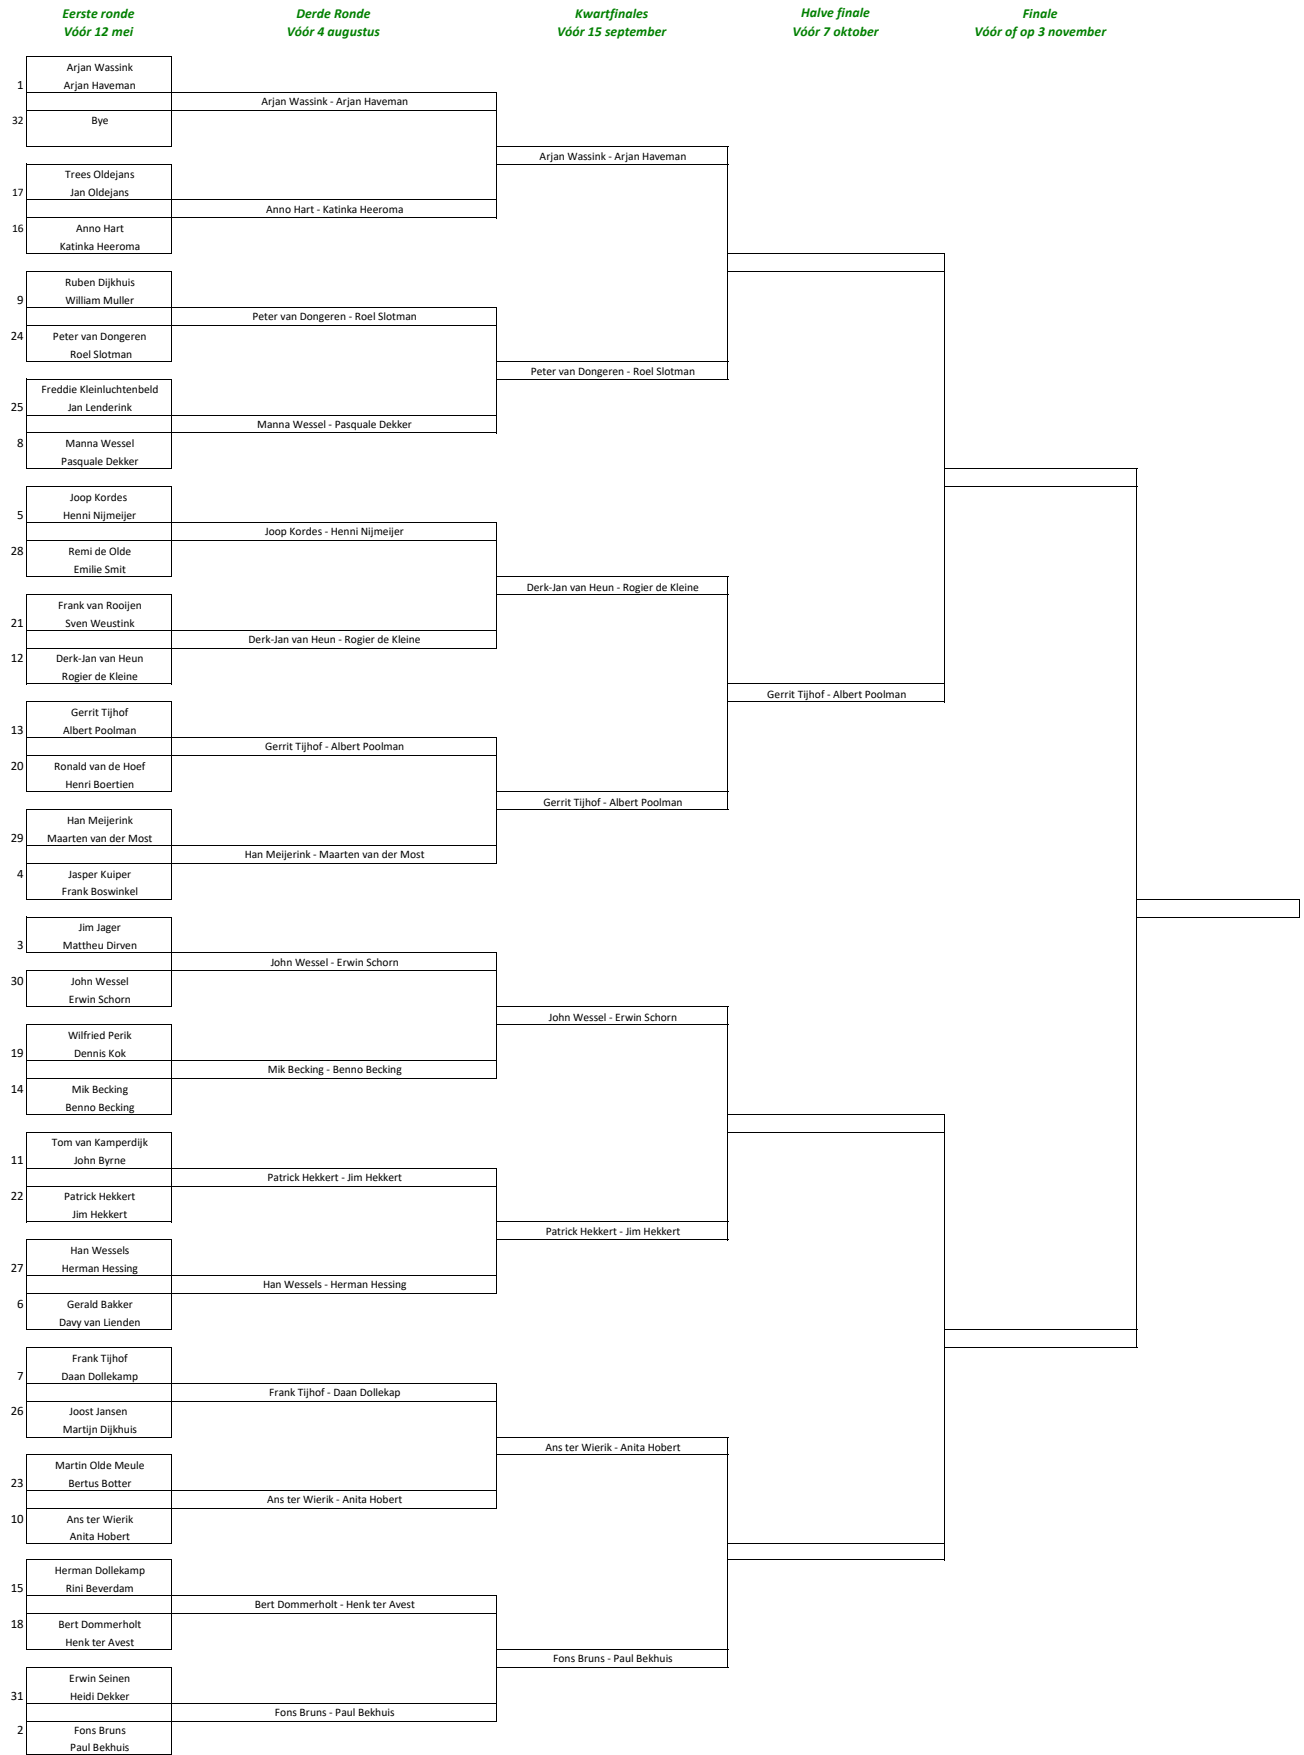 Eerste ronde
Vóór 12 mei
Derde Ronde
Vóór 4 augustus
Kwartfinales
Vóór 15 september
Halve finale
Vóór 7 oktober
Finale
Vóór of op 3 november
Arjan Wassink
1 Arjan Haveman
Arjan Wassink - Arjan Haveman
32 Bye
Arjan Wassink - Arjan Haveman
Trees Oldejans
17 Jan Oldejans
Anno Hart - Katinka Heeroma
16 Anno Hart
Katinka Heeroma
Ruben Dijkhuis
9 William Muller
Peter van Dongeren - Roel Slotman
24 Peter van Dongeren
Roel Slotman
Peter van Dongeren - Roel Slotman
Freddie Kleinluchtenbeld
25 Jan Lenderink
Manna Wessel - Pasquale Dekker
8 Manna Wessel
Pasquale Dekker
Joop Kordes
5 Henni Nijmeijer
Joop Kordes - Henni Nijmeijer
28 Remi de Olde
Emilie Smit
Derk-Jan van Heun - Rogier de Kleine
Frank van Rooijen
21 Sven Weustink
Derk-Jan van Heun - Rogier de Kleine
12 Derk-Jan van Heun
Rogier de Kleine
Gerrit Tijhof - Albert Poolman
Gerrit Tijhof
13 Albert Poolman
Gerrit Tijhof - Albert Poolman
20 Ronald van de Hoef
Henri Boertien
Gerrit Tijhof - Albert Poolman
Han Meijerink
29 Maarten van der Most
Han Meijerink - Maarten van der Most
4 Jasper Kuiper
Frank Boswinkel
Jim Jager
3 Mattheu Dirven
John Wessel - Erwin Schorn
30 John Wessel
Erwin Schorn
John Wessel - Erwin Schorn
Wilfried Perik
19 Dennis Kok
Mik Becking - Benno Becking
14 Mik Becking
Benno Becking
Tom van Kamperdijk
11 John Byrne
Patrick Hekkert - Jim Hekkert
22 Patrick Hekkert
Jim Hekkert
Patrick Hekkert - Jim Hekkert
Han Wessels
27 Herman Hessing
Han Wessels - Herman Hessing
6 Gerald Bakker
Davy van Lienden
Frank Tijhof
7 Daan Dollekamp
Frank Tijhof - Daan Dollekap
26 Joost Jansen
Martijn Dijkhuis
Ans ter Wierik - Anita Hobert
Martin Olde Meule
23 Bertus Botter
Ans ter Wierik - Anita Hobert
10 Ans ter Wierik
Anita Hobert
Herman Dollekamp
15 Rini Beverdam
Bert Dommerholt - Henk ter Avest
18 Bert Dommerholt
Henk ter Avest
Fons Bruns - Paul Bekhuis
Erwin Seinen
31 Heidi Dekker
Fons Bruns - Paul Bekhuis
2 Fons Bruns
Paul Bekhuis